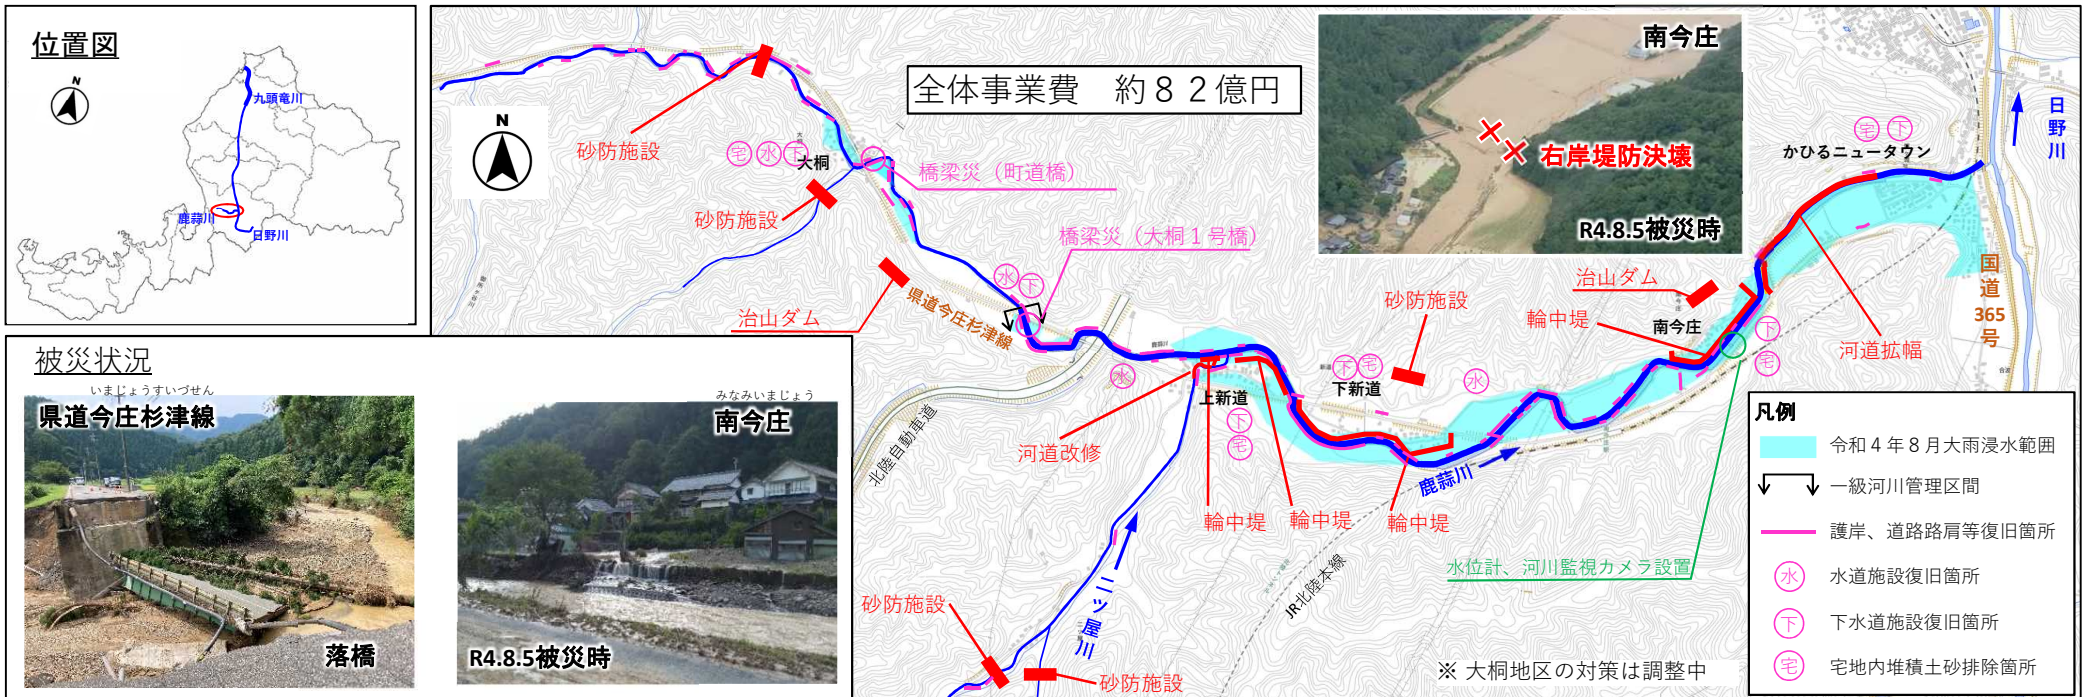 位置図
N
九頭竜川
鹿蒜川
日野川
被災状況
いまじょうすいづせん
県道今庄杉津線
落橋
みなみいまじょう
南今庄
R4.8.5被災時
N
全体事業費　約８２億円
南今庄
右岸堤防決壊
R4.8.5被災時
砂防施設
宅 水 下
大桐
橋梁災（町道橋）
砂防施設
橋梁災（大桐１号橋）
水 下
治山ダム
県道今庄杉津線
水
北陸自動車道
河道改修
上新道
下
宅
輪中堤
輪中堤
輪中堤
下 宅
下新道
砂防施設
水
鹿蒜川
二ツ屋川
砂防施設
砂防施設
JR北陸本線
水位計、河川監視カメラ設置
治山ダム
輪中堤
南今庄
下
宅
河道拡幅
宅 下
かひるニュータウン
日野川
国道365号
※ 大桐地区の対策は調整中
凡例
令和４年８月大雨浸水範囲
一級河川管理区間
護岸、道路路肩等復旧箇所
水 水道施設復旧箇所
下 下水道施設復旧箇所
宅 宅地内堆積土砂排除箇所